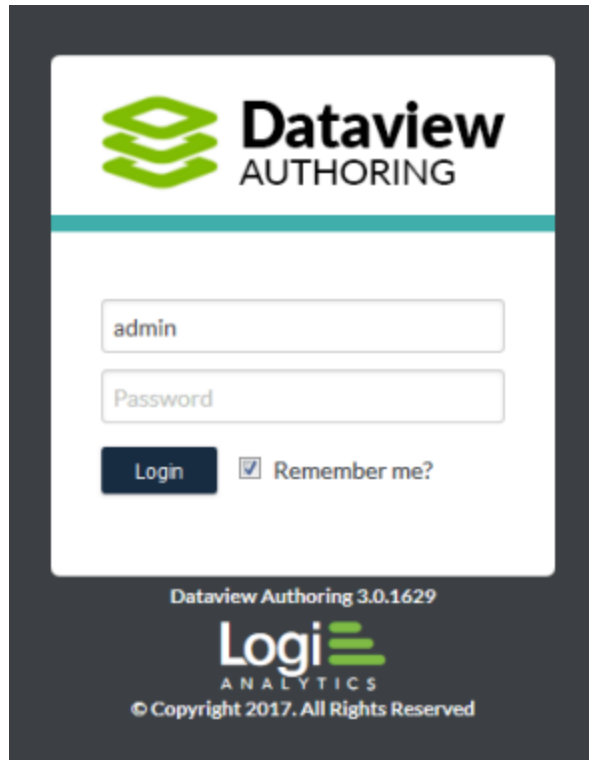 Dataview
AUTHORING
admin
Password
Login Remember me?
Dataview Authoring 3.0.1629
Logi
ANALYTICS
© Copyright 2017. All Rights Reserved